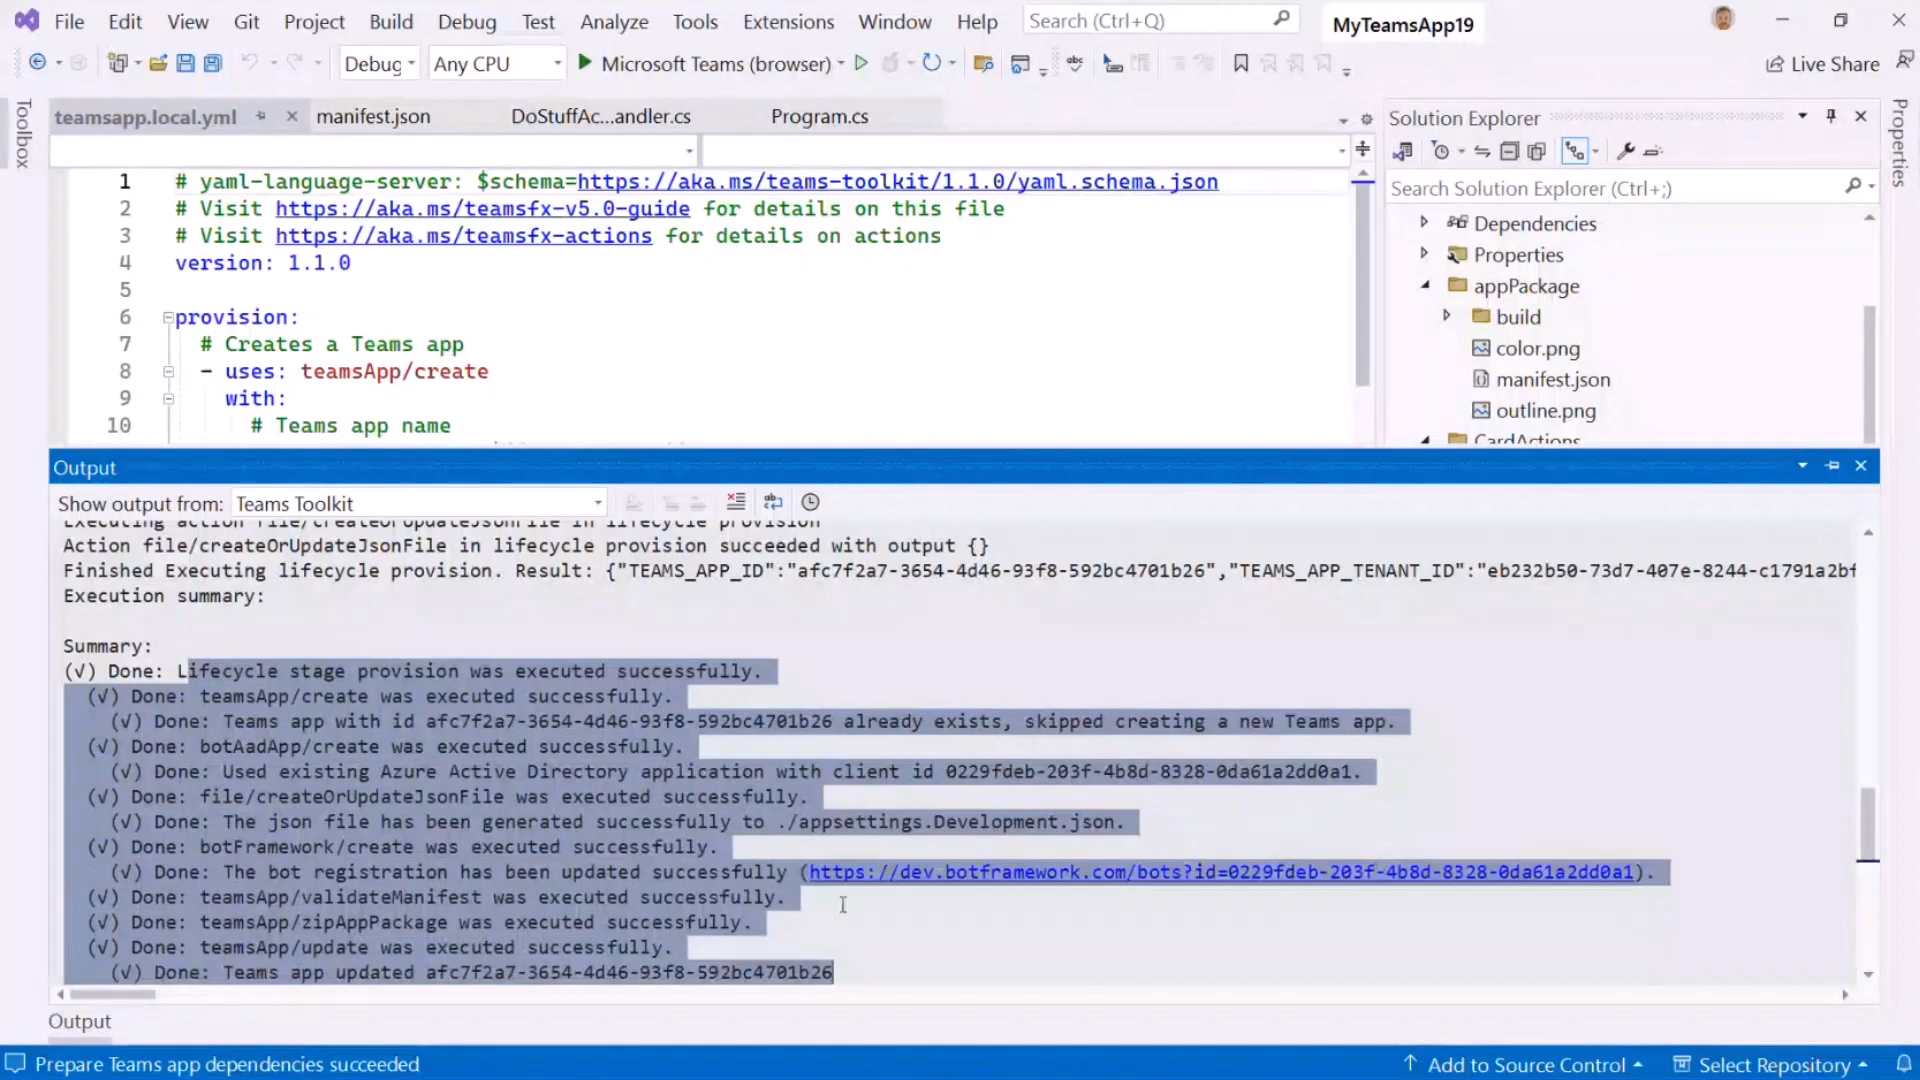 File Edit View Git Project Build Debug Test Analyze Tools Extensions Window Help Search (Ctrl+Q) MyTeamsApp19
Debug Any CPU Microsoft Teams (browser) Live Share
Toolbox
teamsapp.local.yml manifest.json DoStuffAc...andler.cs Program.cs
1 # yaml-language-server: $schema=https://aka.ms/teams-toolkit/1.1.0/yaml.schema.json
2 # Visit https://aka.ms/teamsfx-v5.0-guide for details on this file
3 # Visit https://aka.ms/teamsfx-actions for details on actions
4 version: 1.1.0
5
6 provision:
7 # Creates a Teams app
8 - uses: teamsApp/create
9 with:
10 # Teams app name
Solution Explorer
Search Solution Explorer (Ctrl+;)
Dependencies
Properties
appPackage
build
color.png
manifest.json
outline.png
CardActions
Properties
Output
Show output from: Teams Toolkit
Executing action file/createOrUpdateJsonFile in lifecycle provision
Action file/createOrUpdateJsonFile in lifecycle provision succeeded with output {}
Finished Executing lifecycle provision. Result: {"TEAMS_APP_ID":"afc7f2a7-3654-4d46-93f8-592bc4701b26","TEAMS_APP_TENANT_ID":"eb232b50-73d7-407e-8244-c1791a2bf
Execution summary:
Summary:
(√) Done: Lifecycle stage provision was executed successfully.
(√) Done: teamsApp/create was executed successfully.
(√) Done: Teams app with id afc7f2a7-3654-4d46-93f8-592bc4701b26 already exists, skipped creating a new Teams app.
(√) Done: botAadApp/create was executed successfully.
(√) Done: Used existing Azure Active Directory application with client id 0229fdeb-203f-4b8d-8328-0da61a2dd0a1.
(√) Done: file/createOrUpdateJsonFile was executed successfully.
(√) Done: The json file has been generated successfully to ./appsettings.Development.json.
(√) Done: botFramework/create was executed successfully.
(√) Done: The bot registration has been updated successfully (https://dev.botframework.com/bots?id=0229fdeb-203f-4b8d-8328-0da61a2dd0a1).
(√) Done: teamsApp/validateManifest was executed successfully.
(√) Done: teamsApp/zipAppPackage was executed successfully.
(√) Done: teamsApp/update was executed successfully.
(√) Done: Teams app updated afc7f2a7-3654-4d46-93f8-592bc4701b26
Output
Prepare Teams app dependencies succeeded Add to Source Control Select Repository